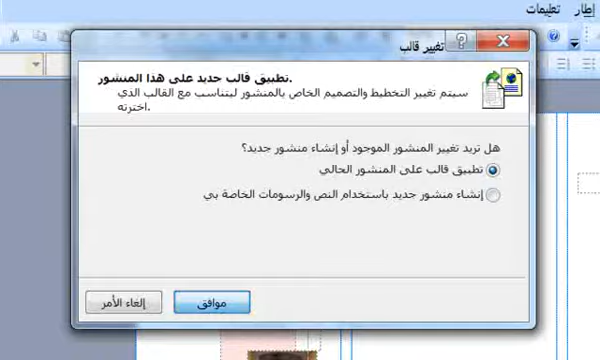 إطار تعليمات
تغيير قالب
تطبيق قالب جديد على هذا المنشور.
سيتم تغيير التخطيط والتصميم الخاص بالمنشور ليتناسب مع القالب الذي
اخترته.
هل تريد تغيير المنشور الموجود أو إنشاء منشور جديد؟
تطبيق قالب على المنشور الحالي
إنشاء منشور جديد باستخدام النص والرسومات الخاصة بي
موافق
إلغاء الأمر